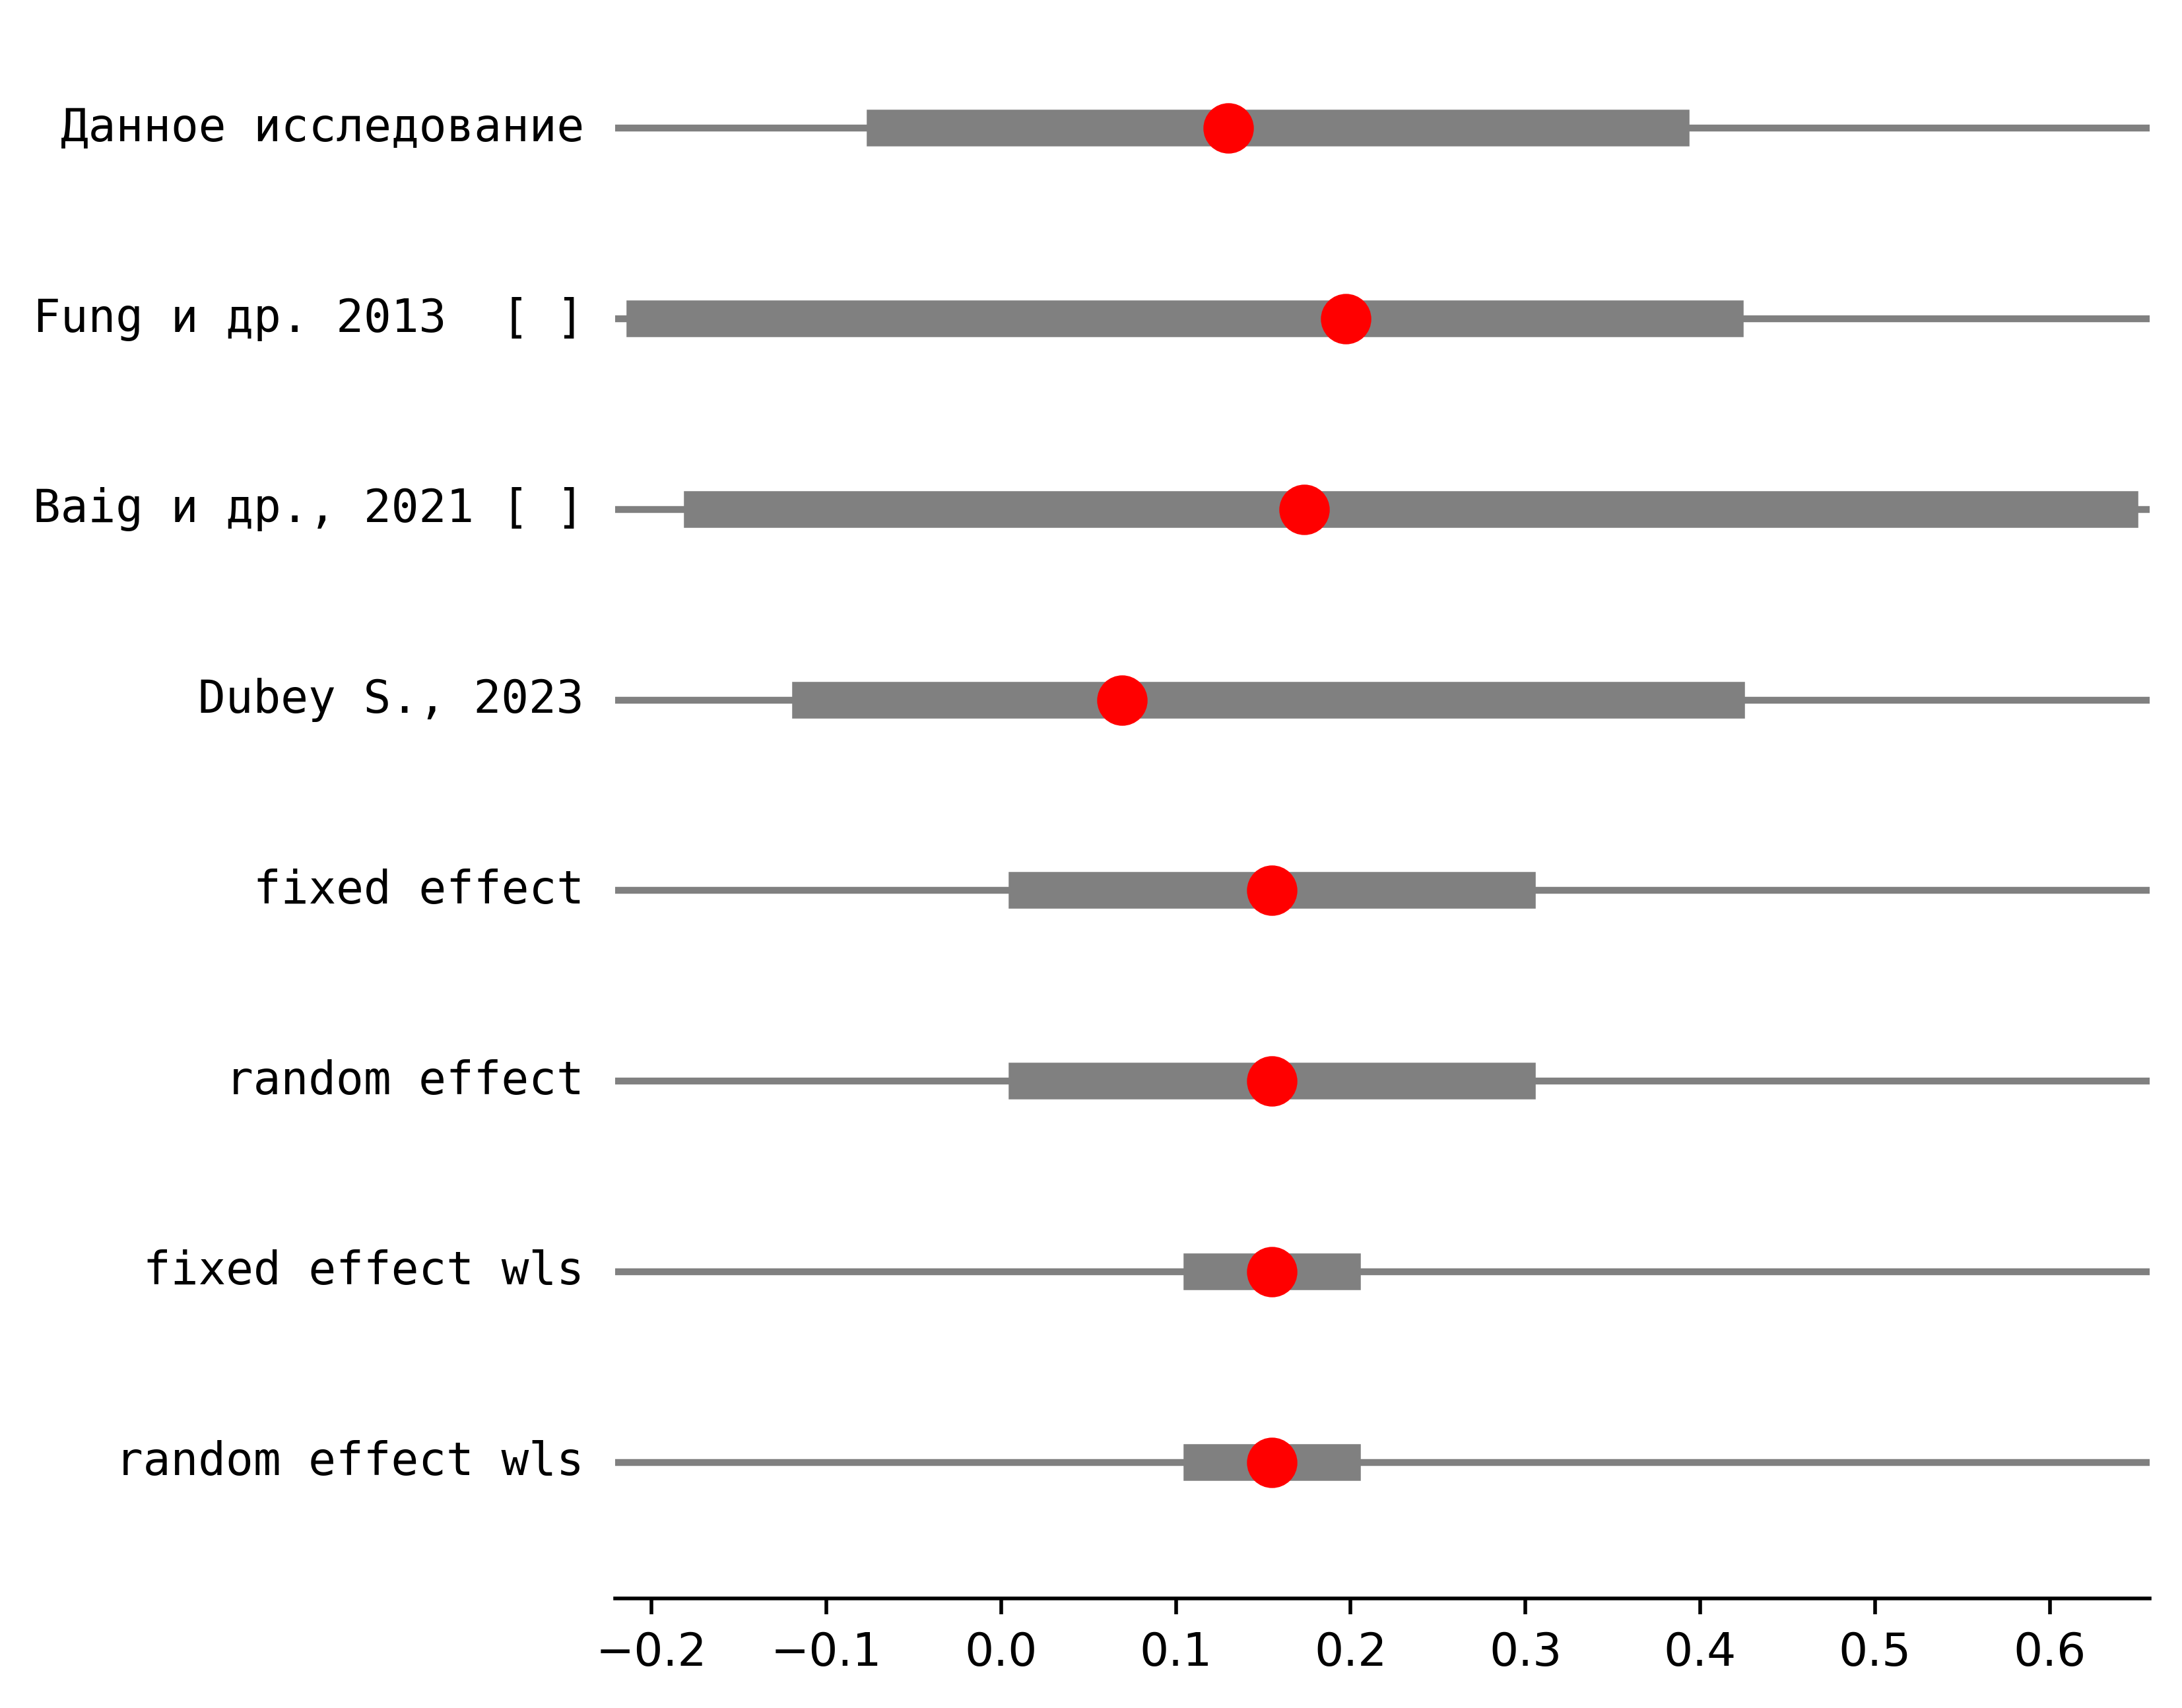 Данное исследование
Fung и др. 2013  [ ]
Baig и др., 2021 [ ]
Dubey S., 2023
fixed effect
random effect
fixed effect wls
random effect wls
−0.2 −0.1 0.0 0.1 0.2 0.3 0.4 0.5 0.6